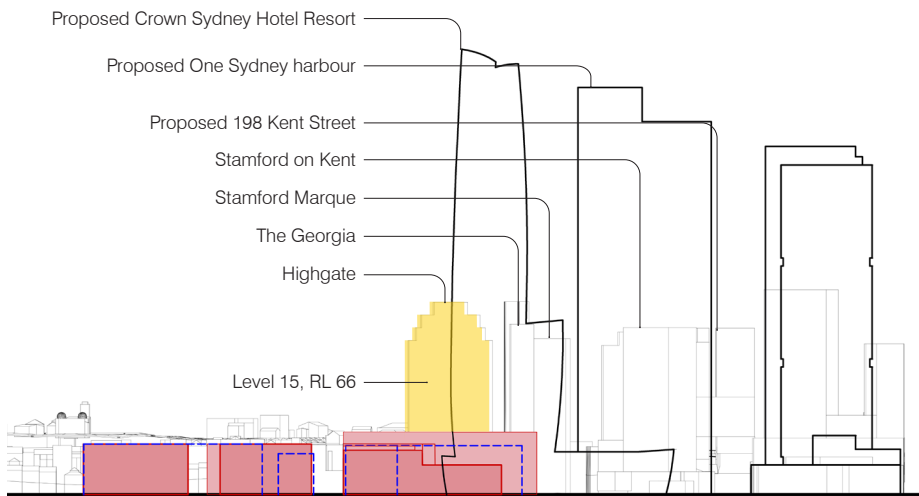 Proposed Crown Sydney Hotel Resort
Proposed One Sydney harbour
Proposed 198 Kent Street
Stamford on Kent
Stamford Marque
The Georgia
Highgate
Level 15, RL 66